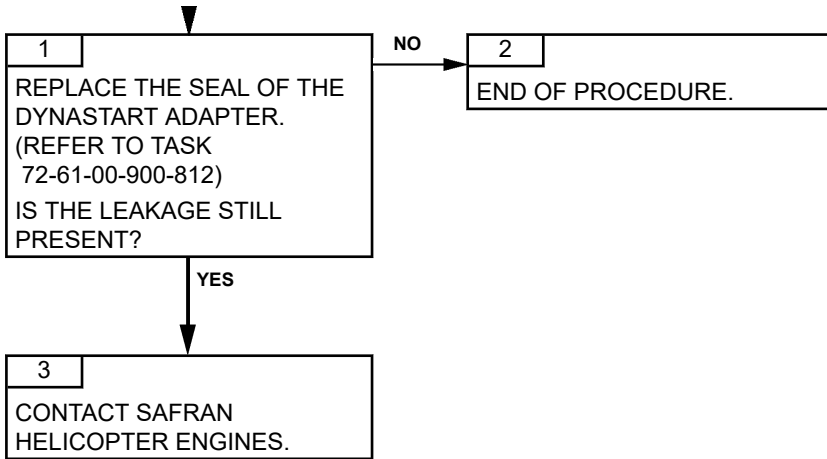 1
REPLACE THE SEAL OF THE
DYNASTART ADAPTER.
(REFER TO TASK
72-61-00-900-812)
IS THE LEAKAGE STILL
PRESENT?
NO
2
END OF PROCEDURE.
YES
3
CONTACT SAFRAN
HELICOPTER ENGINES.